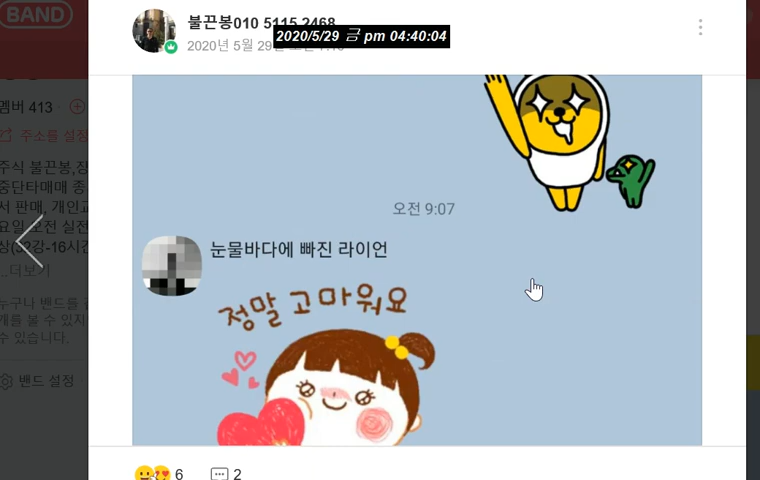 BAND
불끈봉010 5115 2468
2020/5/29 금 pm 04:40:04
2020년 5월 29
멤버 413
주소를 설정
주식 불끈봉,장
중단타매매 종
서 판매, 개인교
요일 오전 실전
상(32강-16시간
...더보기
누구나 밴드를 
개를 볼 수 있지
수 있습니다.
밴드 설정
오전 9:07
눈물바다에 빠진 라이언
정말 고마워요
6
2